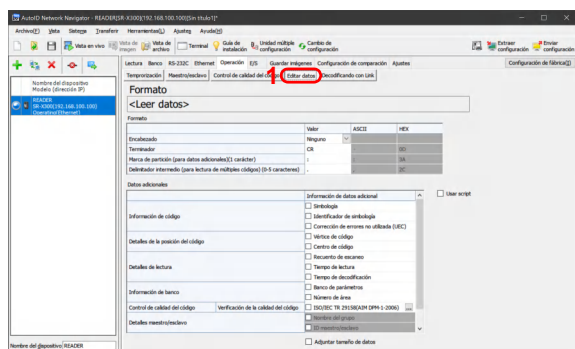 AutoID Network Navigator - READER(SR-X300)[192.168.100.100](Sin título1)*
Archivo(F) Vista Setings Transferir Herramientas(L) Ajustes Ayuda(H)
Vista en vivo Vista de imagen Vista de archivo Terminal Guía de instalación Unidad múltiple configuración Cambio de configuración Extraer configuración Enviar configuración
Lectura Banco RS-232C Ethernet Operación E/S Guardar imágenes Configuración de comparación Ajustes Configuración de fábrica(I)
Temporización Maestro/esclavo Control de calidad del código 1 Editar datos Decodificando con Link
Nombre del dispositivo
Modelo (dirección IP)
READER
SR-X300(192.168.100.100)
Operating(Ethernet)
Formato
<Leer datos>
Formato
Valor ASCII HEX
Encabezado Ninguno
Terminador CR . 0D
Marca de partición (para datos adicionales)(1 carácter) : : 3A
Delimitador intermedio (para lectura de múltiples códigos) (0-5 caracteres)
Datos adicionales
Información de datos adicional Usar script
Información de código
Simbología
Identificador de simbología
Corrección de errores no utilizada (UEC)
Detalles de la posición del código
Vértice de código
Centro de código
Detalles de lectura
Recuento de escaneo
Tiempo de lectura
Tiempo de decodificación
Información de banco
Banco de parámetros
Número de área
Control de calidad del código Verificación de la calidad del código ISO/IEC TR 29158(AIM DPM-1-2006) ...
Detalles maestro/esclavo
Nombre del grupo
ID maestro/esclavo
Adjuntar tamaño de datos
Nombre del dispositivo READER